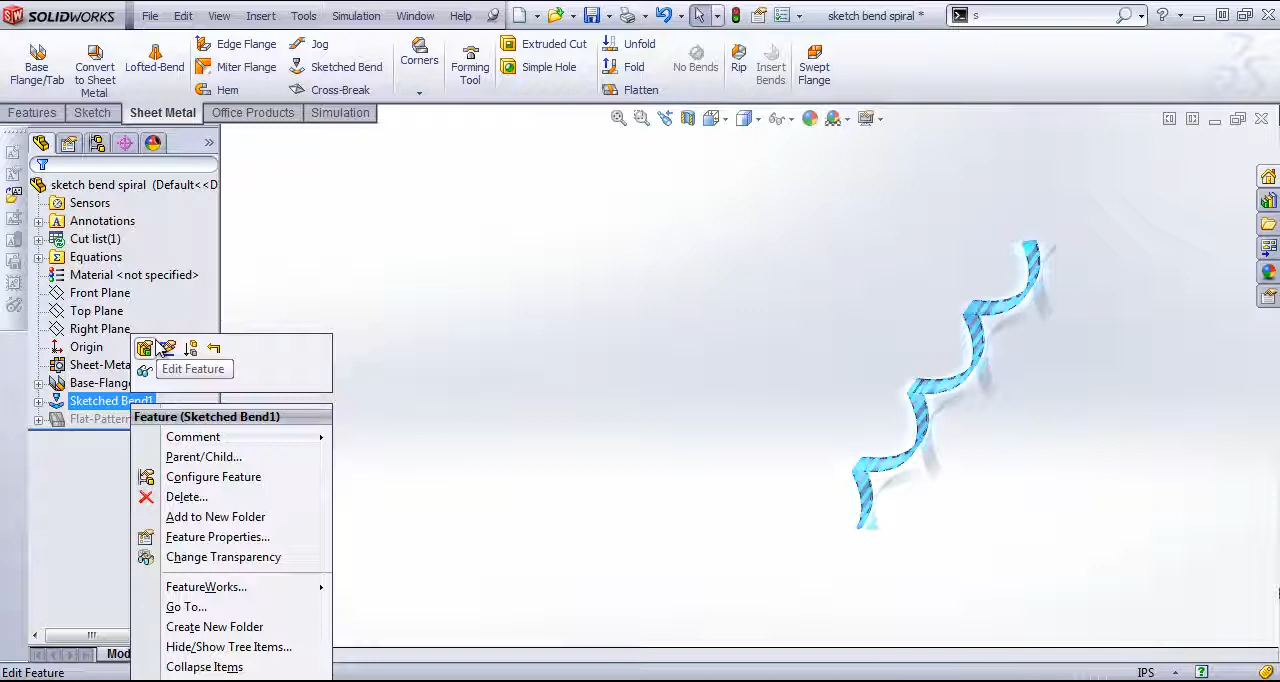 SOLIDWORKS File Edit View Insert Tools Simulation Window Help sketch bend spiral * s
Base Flange/Tab Convert to Sheet Metal Lofted-Bend Edge Flange Miter Flange Hem Jog Sketched Bend Cross-Break Corners Forming Tool Extruded Cut Simple Hole Unfold Fold Flatten No Bends Rip Insert Bends Swept Flange
Features Sketch Sheet Metal Office Products Simulation
sketch bend spiral (Default<<D
Sensors
Annotations
Cut list(1)
Equations
Material <not specified>
Front Plane
Top Plane
Right Plane
Origin
Sheet-Meta
Edit Feature
Base-Flang
Sketched Bend1
Feature (Sketched Bend1)
Flat-Pattern
Comment
Parent/Child...
Configure Feature
Delete...
Add to New Folder
Feature Properties...
Change Transparency
FeatureWorks...
Go To...
Create New Folder
Hide/Show Tree Items...
Mod
Collapse Items
Edit Feature IPS